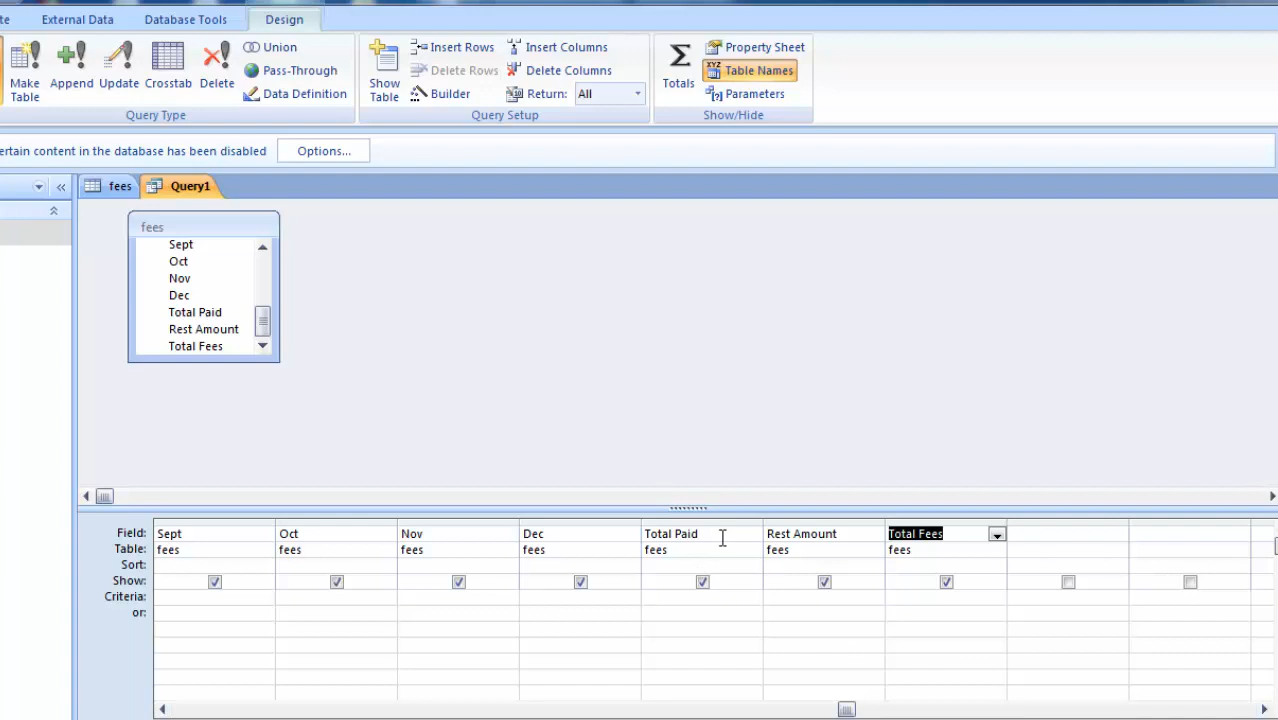 te External Data Database Tools Design
Make Table Append Update Crosstab Delete
Union
Pass-Through
Data Definition
Query Type
Show Table
Insert Rows
Delete Rows
Builder
Insert Columns
Delete Columns
Return: All
Query Setup
Totals
Property Sheet
Table Names
Parameters
Show/Hide
ertain content in the database has been disabled Options...
fees Query1
fees
Sept
Oct
Nov
Dec
Total Paid
Rest Amount
Total Fees
Field: Sept Oct Nov Dec Total Paid Rest Amount Total Fees
Table: fees fees fees fees fees fees fees
Sort:
Show:
Criteria:
or: